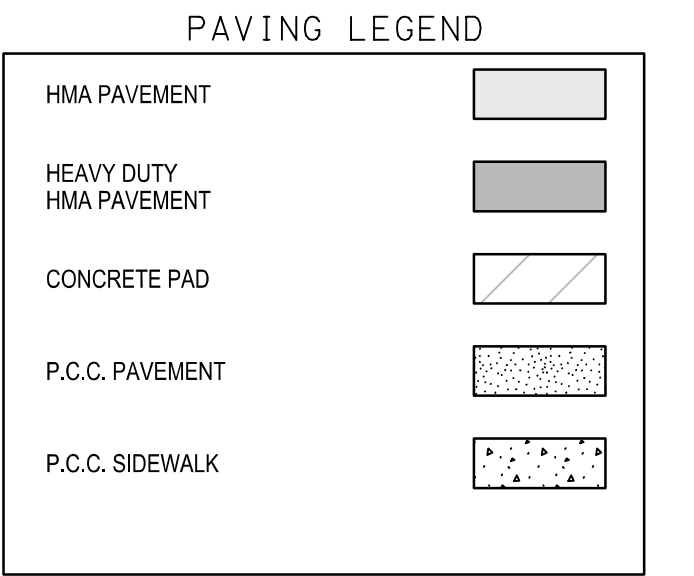 PAVING LEGEND
HMA PAVEMENT
HEAVY DUTY
HMA PAVEMENT
CONCRETE PAD
P.C.C. PAVEMENT
P.C.C. SIDEWALK